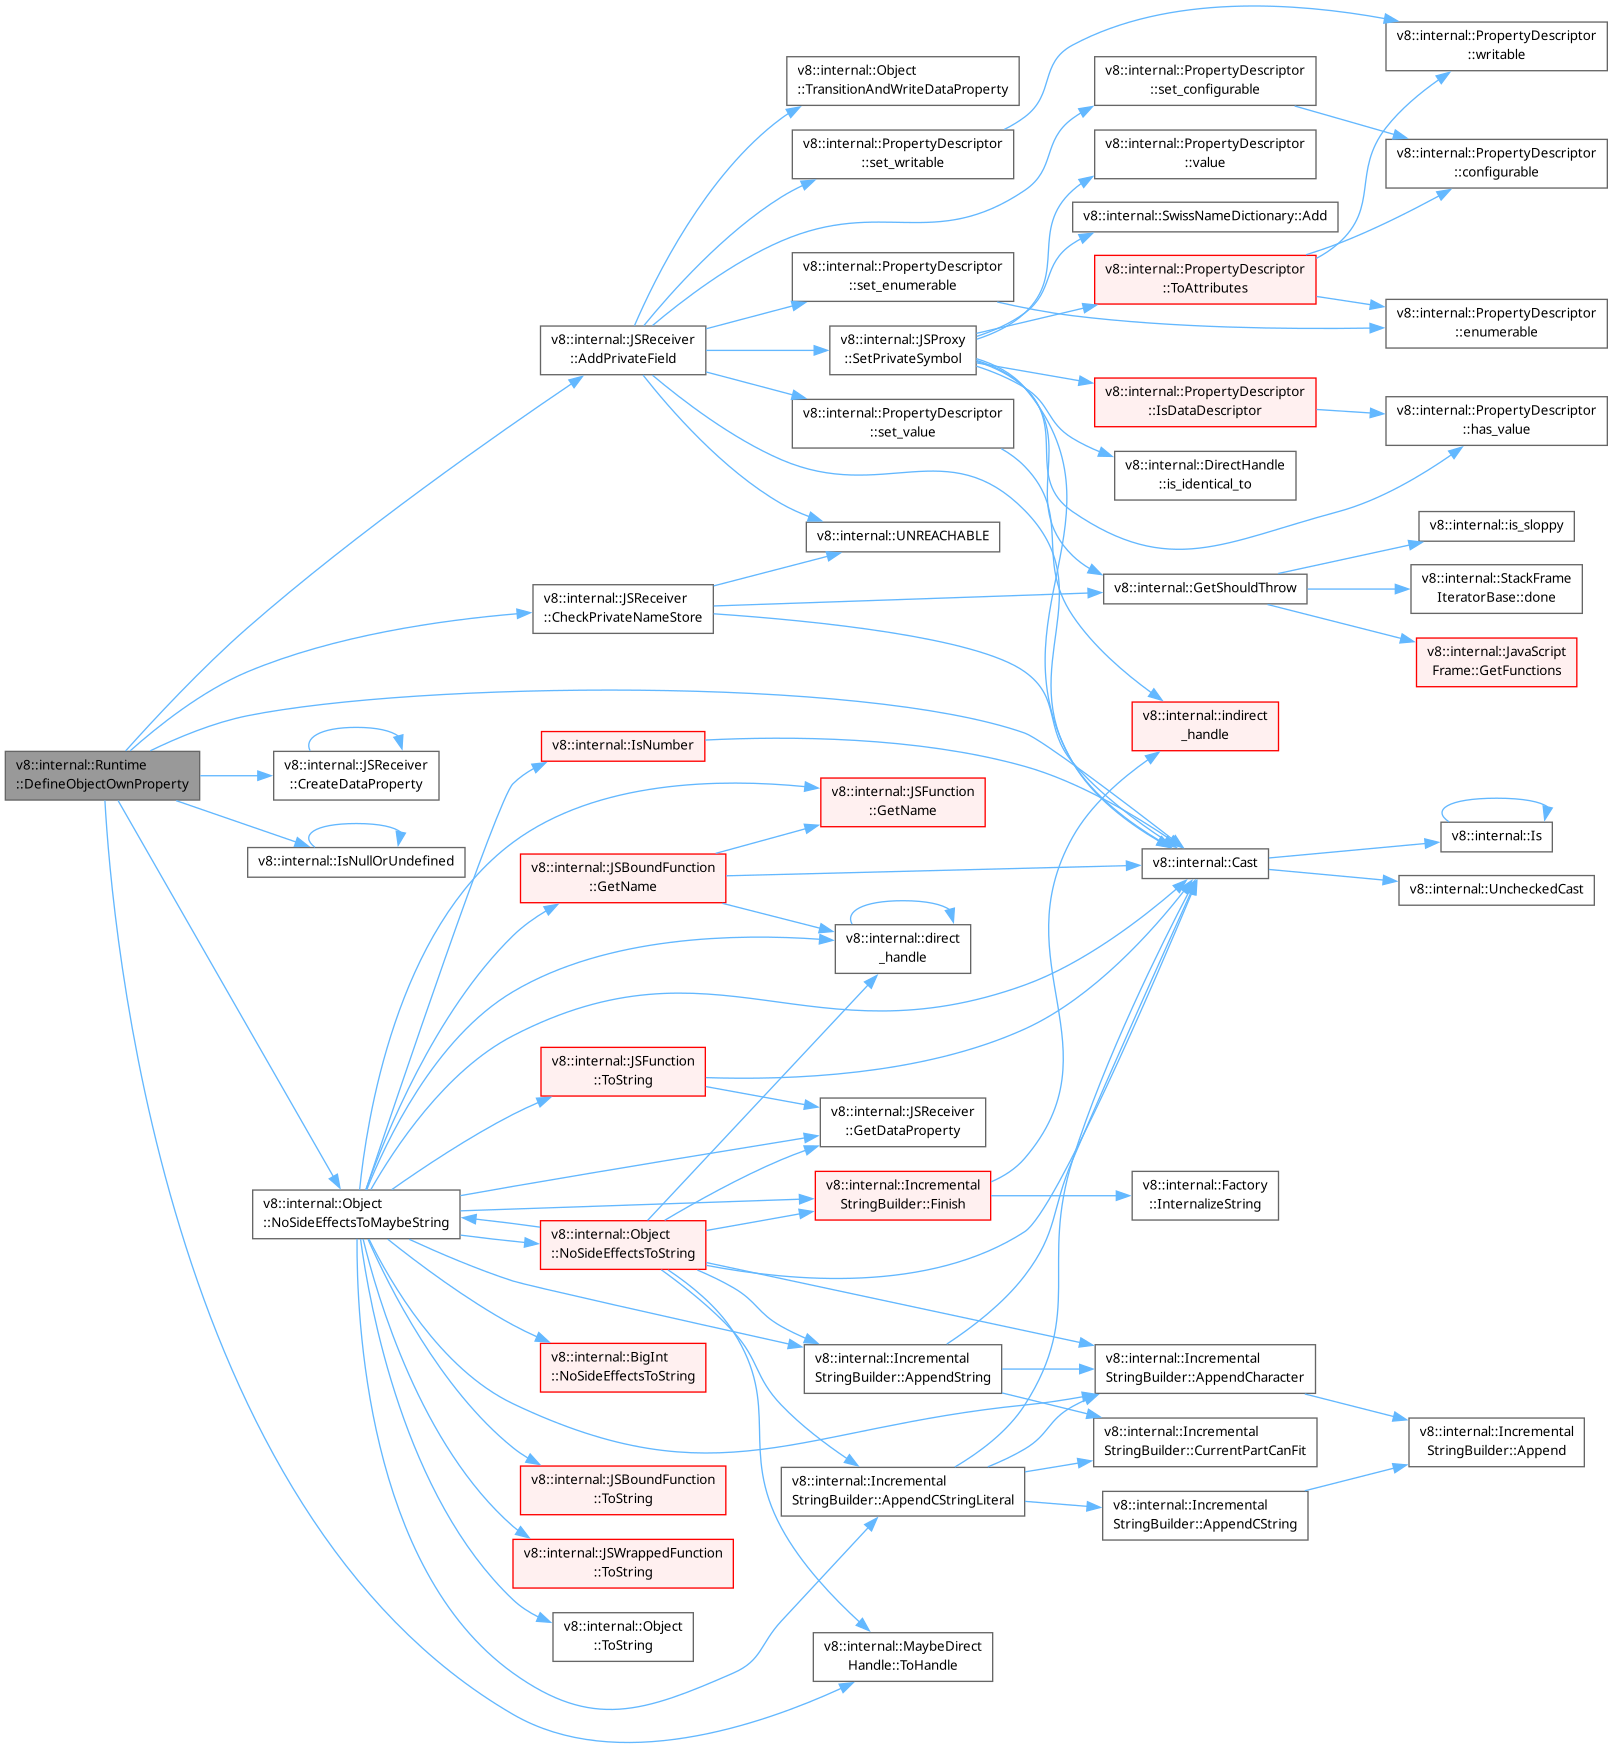 v8::internal::Runtime
::DefineObjectOwnProperty
v8::internal::JSReceiver
::AddPrivateField
v8::internal::JSReceiver
::CheckPrivateNameStore
v8::internal::JSReceiver
::CreateDataProperty
v8::internal::IsNullOrUndefined
v8::internal::Object
::NoSideEffectsToMaybeString
v8::internal::Object
::TransitionAndWriteDataProperty
v8::internal::PropertyDescriptor
::set_writable
v8::internal::PropertyDescriptor
::set_enumerable
v8::internal::JSProxy
::SetPrivateSymbol
v8::internal::PropertyDescriptor
::set_value
v8::internal::UNREACHABLE
v8::internal::IsNumber
v8::internal::JSFunction
::GetName
v8::internal::JSBoundFunction
::GetName
v8::internal::direct
_handle
v8::internal::JSFunction
::ToString
v8::internal::JSReceiver
::GetDataProperty
v8::internal::Incremental
StringBuilder::Finish
v8::internal::Object
::NoSideEffectsToString
v8::internal::BigInt
::NoSideEffectsToString
v8::internal::Incremental
StringBuilder::AppendString
v8::internal::JSBoundFunction
::ToString
v8::internal::Incremental
StringBuilder::AppendCStringLiteral
v8::internal::JSWrappedFunction
::ToString
v8::internal::Object
::ToString
v8::internal::MaybeDirect
Handle::ToHandle
v8::internal::PropertyDescriptor
::set_configurable
v8::internal::PropertyDescriptor
::value
v8::internal::SwissNameDictionary::Add
v8::internal::PropertyDescriptor
::ToAttributes
v8::internal::PropertyDescriptor
::IsDataDescriptor
v8::internal::DirectHandle
::is_identical_to
v8::internal::GetShouldThrow
v8::internal::indirect
_handle
v8::internal::Cast
v8::internal::Factory
::InternalizeString
v8::internal::Incremental
StringBuilder::AppendCharacter
v8::internal::Incremental
StringBuilder::CurrentPartCanFit
v8::internal::Incremental
StringBuilder::AppendCString
v8::internal::PropertyDescriptor
::writable
v8::internal::PropertyDescriptor
::configurable
v8::internal::PropertyDescriptor
::enumerable
v8::internal::PropertyDescriptor
::has_value
v8::internal::is_sloppy
v8::internal::StackFrame
IteratorBase::done
v8::internal::JavaScript
Frame::GetFunctions
v8::internal::Is
v8::internal::UncheckedCast
v8::internal::Incremental
StringBuilder::Append